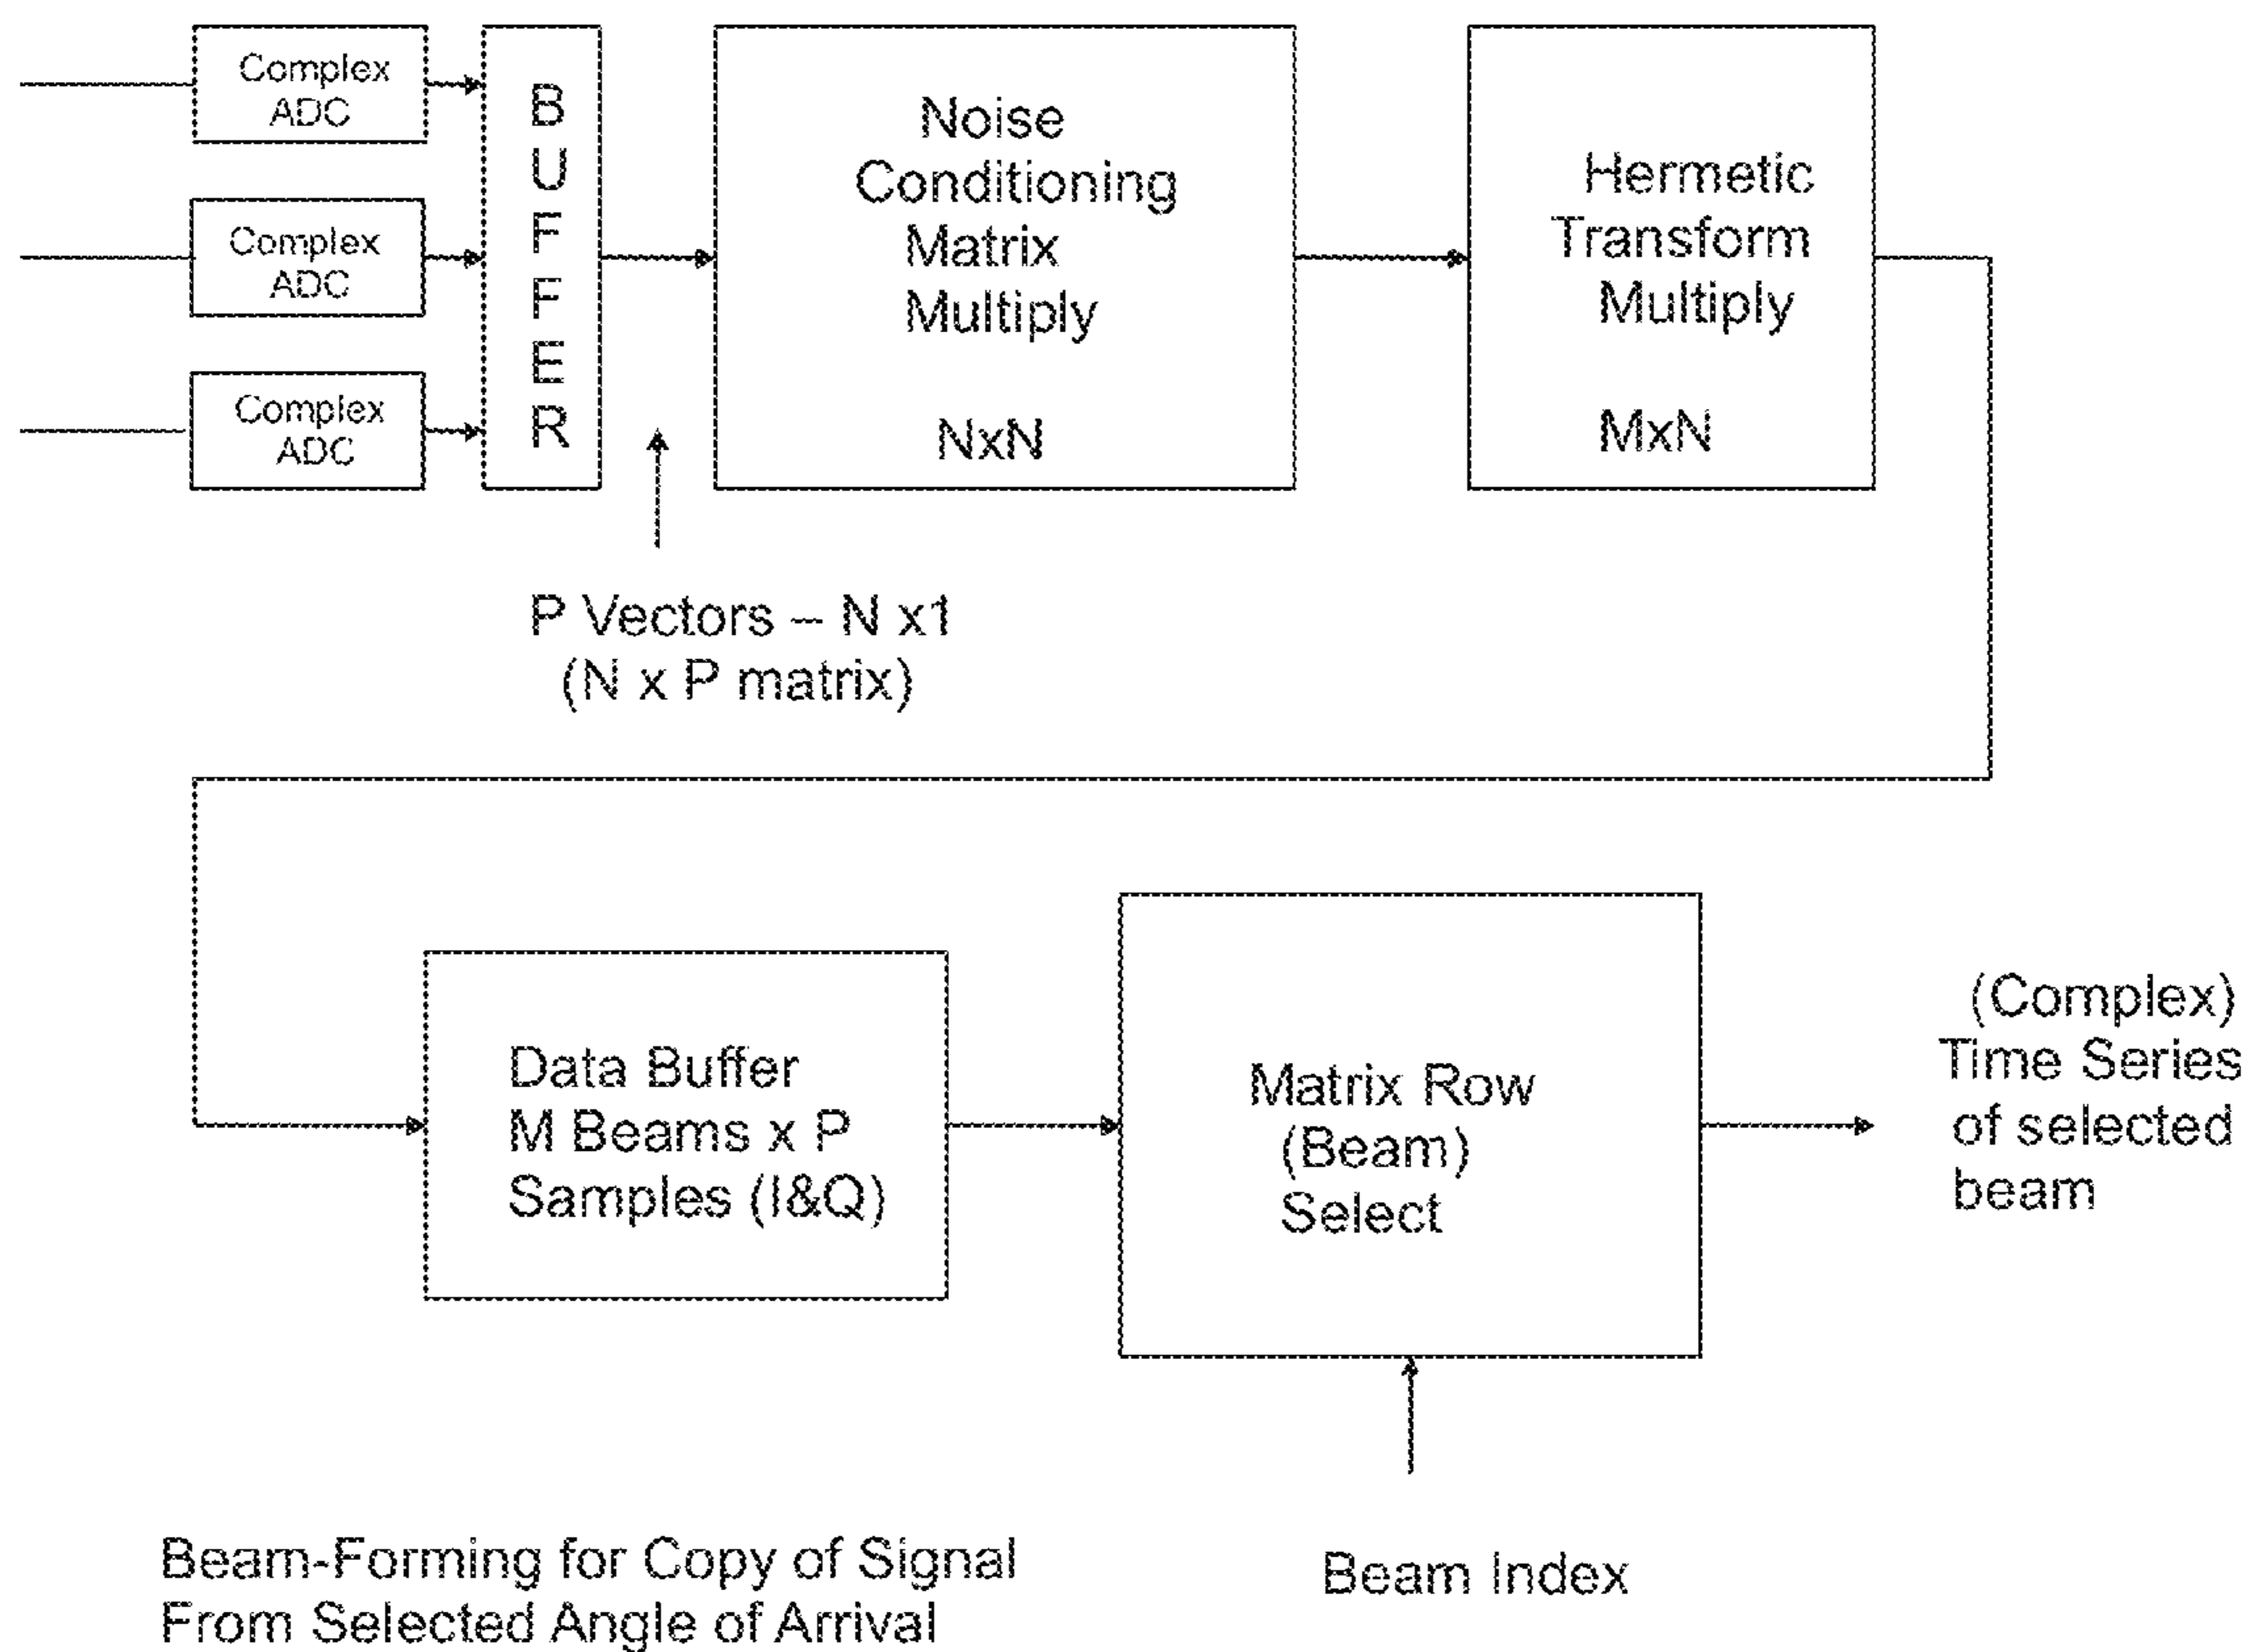 Complex
ADC
Complex
ADC
Complex
ADC
B
U
F
F
E
R
Noise
Conditioning
Matrix
Multiply
NxN
Hermetic
Transform
Multiply
MxN
P Vectors – N x1
(N x P matrix)
Data Buffer
M Beams x P
Samples (I&Q)
Matrix Row
(Beam)
Select
(Complex)
Time Series
of selected
beam
Beam-Forming for Copy of Signal
From Selected Angle of Arrival
Beam Index